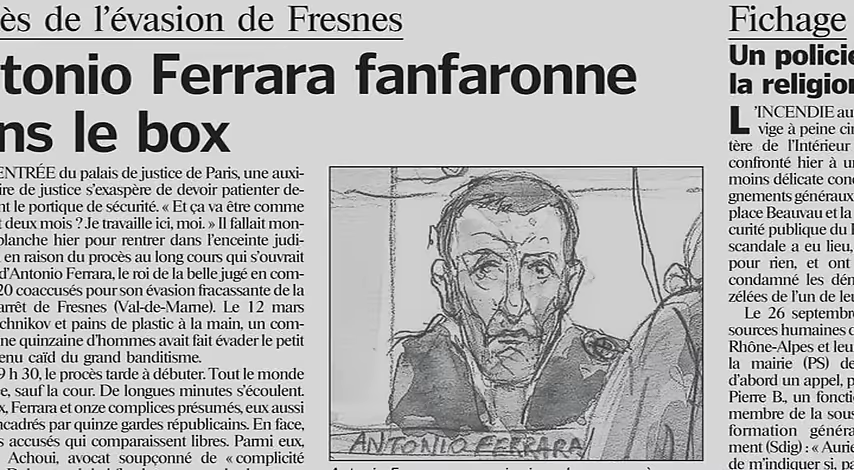 ès de l'évasion de Fresnes
tonio Ferrara fanfaronne
ns le box
ENTRÉE du palais de justice de Paris, une auxi-
ire de justice s'exaspère de devoir patienter de-
nt le portique de sécurité. « Et ça va être comme
t deux mois ? Je travaille ici, moi. » Il fallait mon-
blanche hier pour rentrer dans l'enceinte judi-
en raison du procès au long cours qui s'ouvrait
d'Antonio Ferrara, le roi de la belle jugé en com-
20 coaccusés pour son évasion fracassante de la
arrêt de Fresnes (Val-de-Marne). Le 12 mars
chnikov et pains de plastic à la main, un com-
ne quinzaine d'hommes avait fait évader le petit
enu caïd du grand banditisme.
9 h 30, le procès tarde à débuter. Tout le monde
e, sauf la cour. De longues minutes s'écoulent.
x, Ferrara et onze complices présumés, eux aussi
ncadrés par quinze gardes républicains. En face,
s accusés qui comparaissent libres. Parmi eux,
Achoui, avocat soupçonné de « complicité
ANTONIO FERRARA
Fichage
Un policie
la religion
L'INCENDIE au
vige à peine cir
tère de l'Intérieur
confronté hier à un
moins délicate conc
gnements généraux
place Beauvau et la
curité publique du
scandale a eu lieu,
pour rien, et ont
condamné les dén
zélées de l'un de leu
Le 26 septembre
sources humaines d
Rhône-Alpes et leu
la mairie (PS) de
d'abord un appel, p
Pierre B., un fonctio
membre de la sous
formation généra
ment (Sdig) : « Aurie
de m'indiquer si, pa